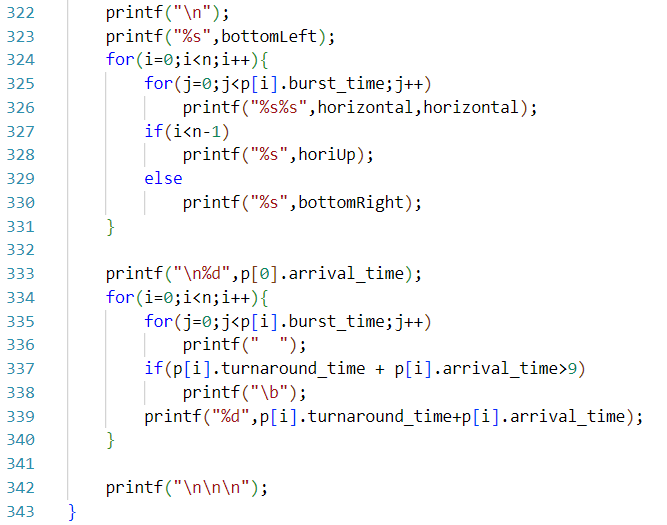 322 printf("\n");
323 printf("%s",bottomLeft);
324 for(i=0;i<n;i++){
325 for(j=0;j<p[i].burst_time;j++)
326 printf("%s%s",horizontal,horizontal);
327 if(i<n-1)
328 printf("%s",horiUp);
329 else
330 printf("%s",bottomRight);
331 }
332
333 printf("\n%d",p[0].arrival_time);
334 for(i=0;i<n;i++){
335 for(j=0;j<p[i].burst_time;j++)
336 printf("  ");
337 if(p[i].turnaround_time + p[i].arrival_time>9)
338 printf("\b");
339 printf("%d",p[i].turnaround_time+p[i].arrival_time);
340 }
341
342 printf("\n\n\n");
343 }